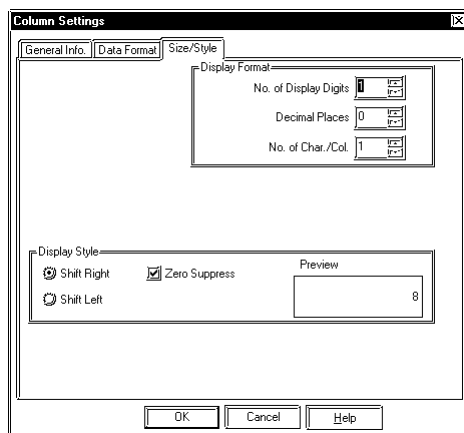 Column Settings
General Info. Data Format Size/Style
Display Format
No. of Display Digits 1
Decimal Places 0
No. of Char./Col. 1
Display Style
Shift Right Zero Suppress Preview
Shift Left 8
OK Cancel Help